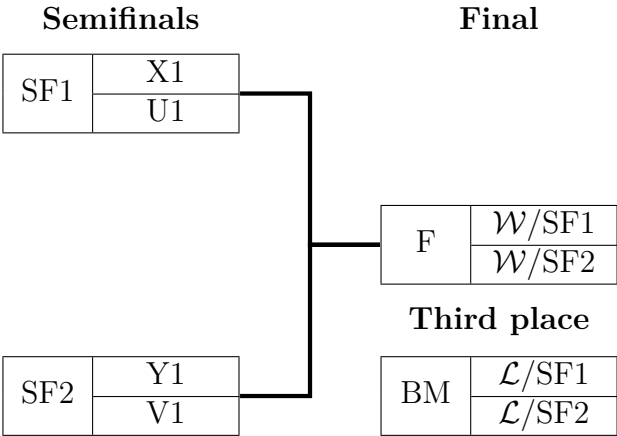 Semifinals
Final
SF1
X1
U1
F
𝒲/SF1
𝒲/SF2
Third place
SF2
Y1
V1
BM
ℒ/SF1
ℒ/SF2